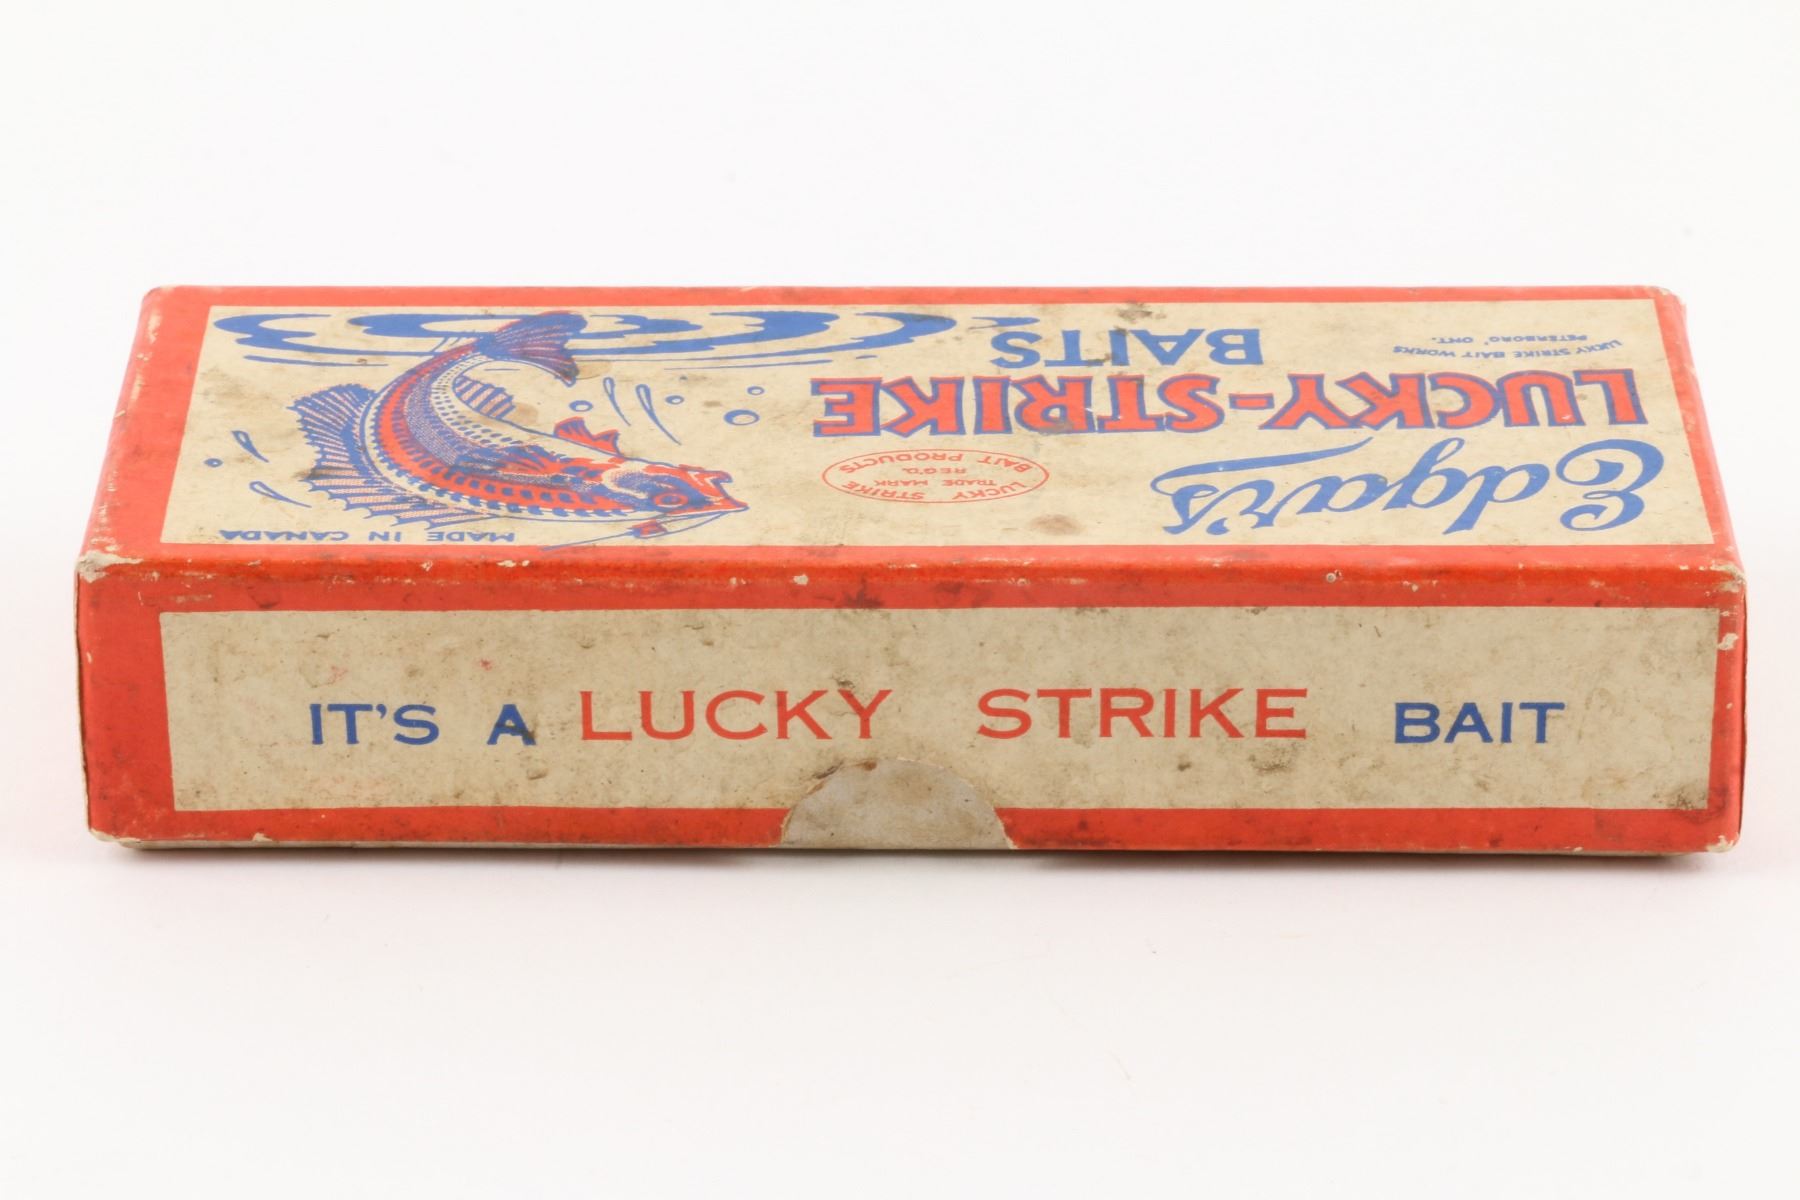 Edgar's
LUCKY-STRIKE
BAITS
LUCKY STRIKE BAIT WORKS
PETERBORO, ONT.
LUCKY STRIKE
TRADE MARK
REG'D.
BAIT PRODUCTS
MADE IN CANADA
IT'S A LUCKY STRIKE BAIT